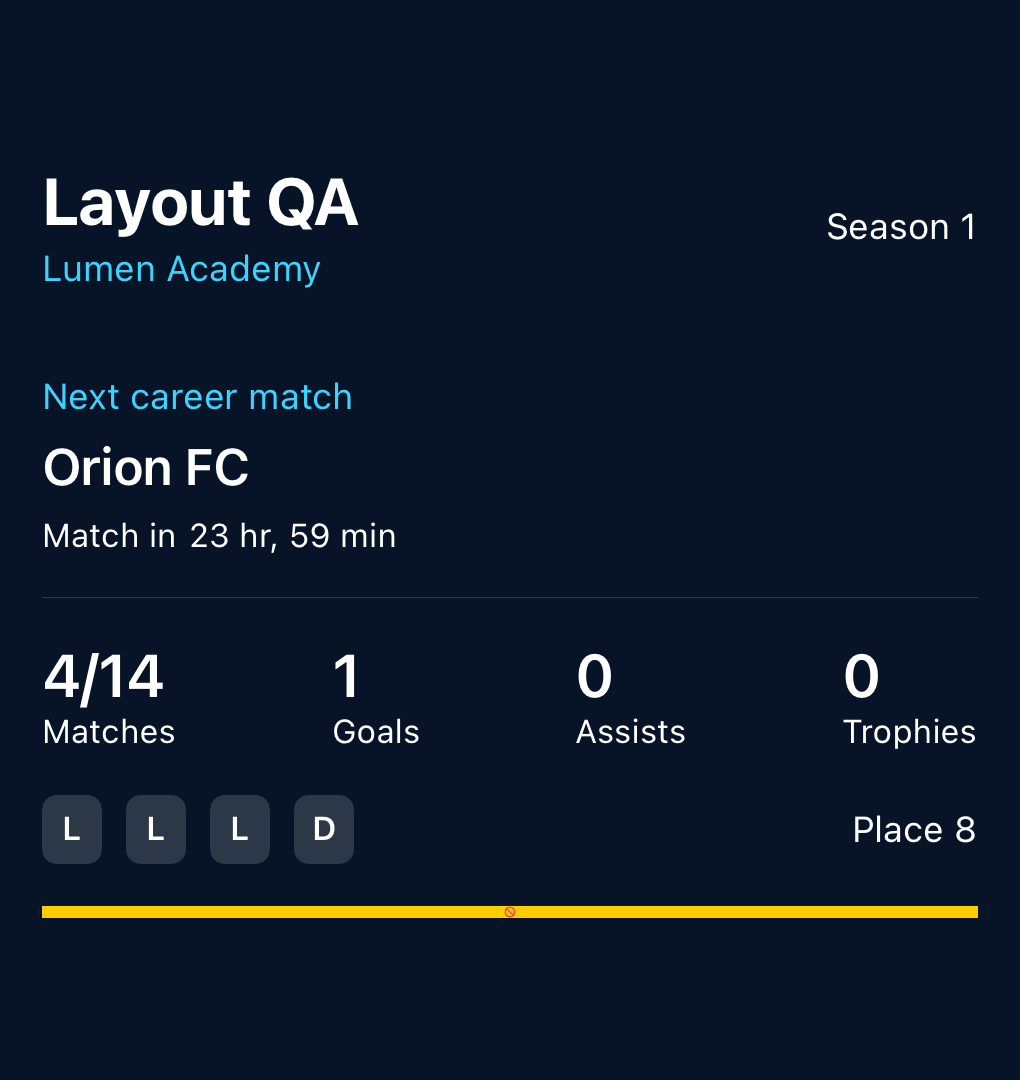 Layout QA
Season 1
Lumen Academy
Next career match
Orion FC
Match in 23 hr, 59 min
4/14 1 0 0
Matches Goals Assists Trophies
L L L D Place 8